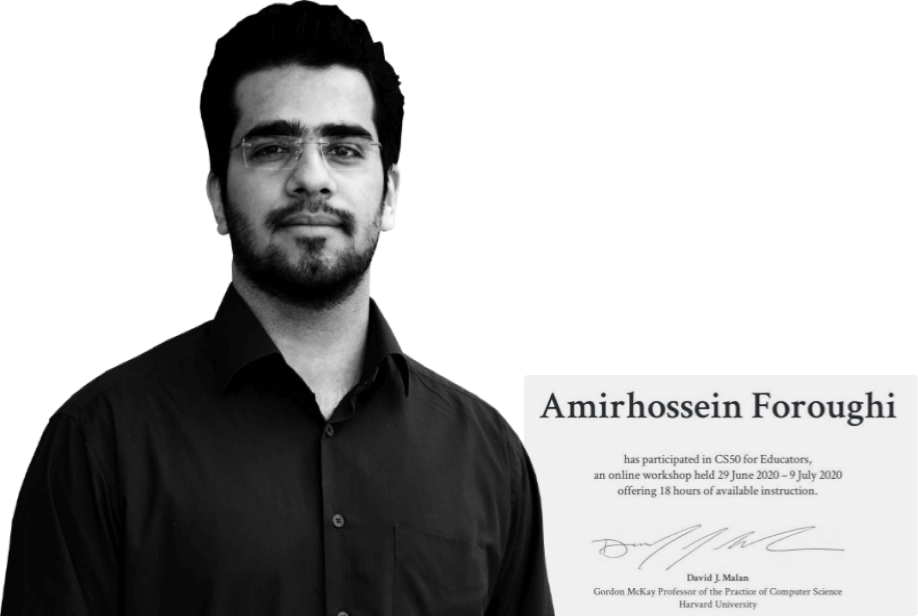 Amirhossein Foroughi
has participated in CS50 for Educators,
an online workshop held 29 June 2020 – 9 July 2020
offering 18 hours of available instruction.
David J. Malan
Gordon McKay Professor of the Practice of Computer Science
Harvard University